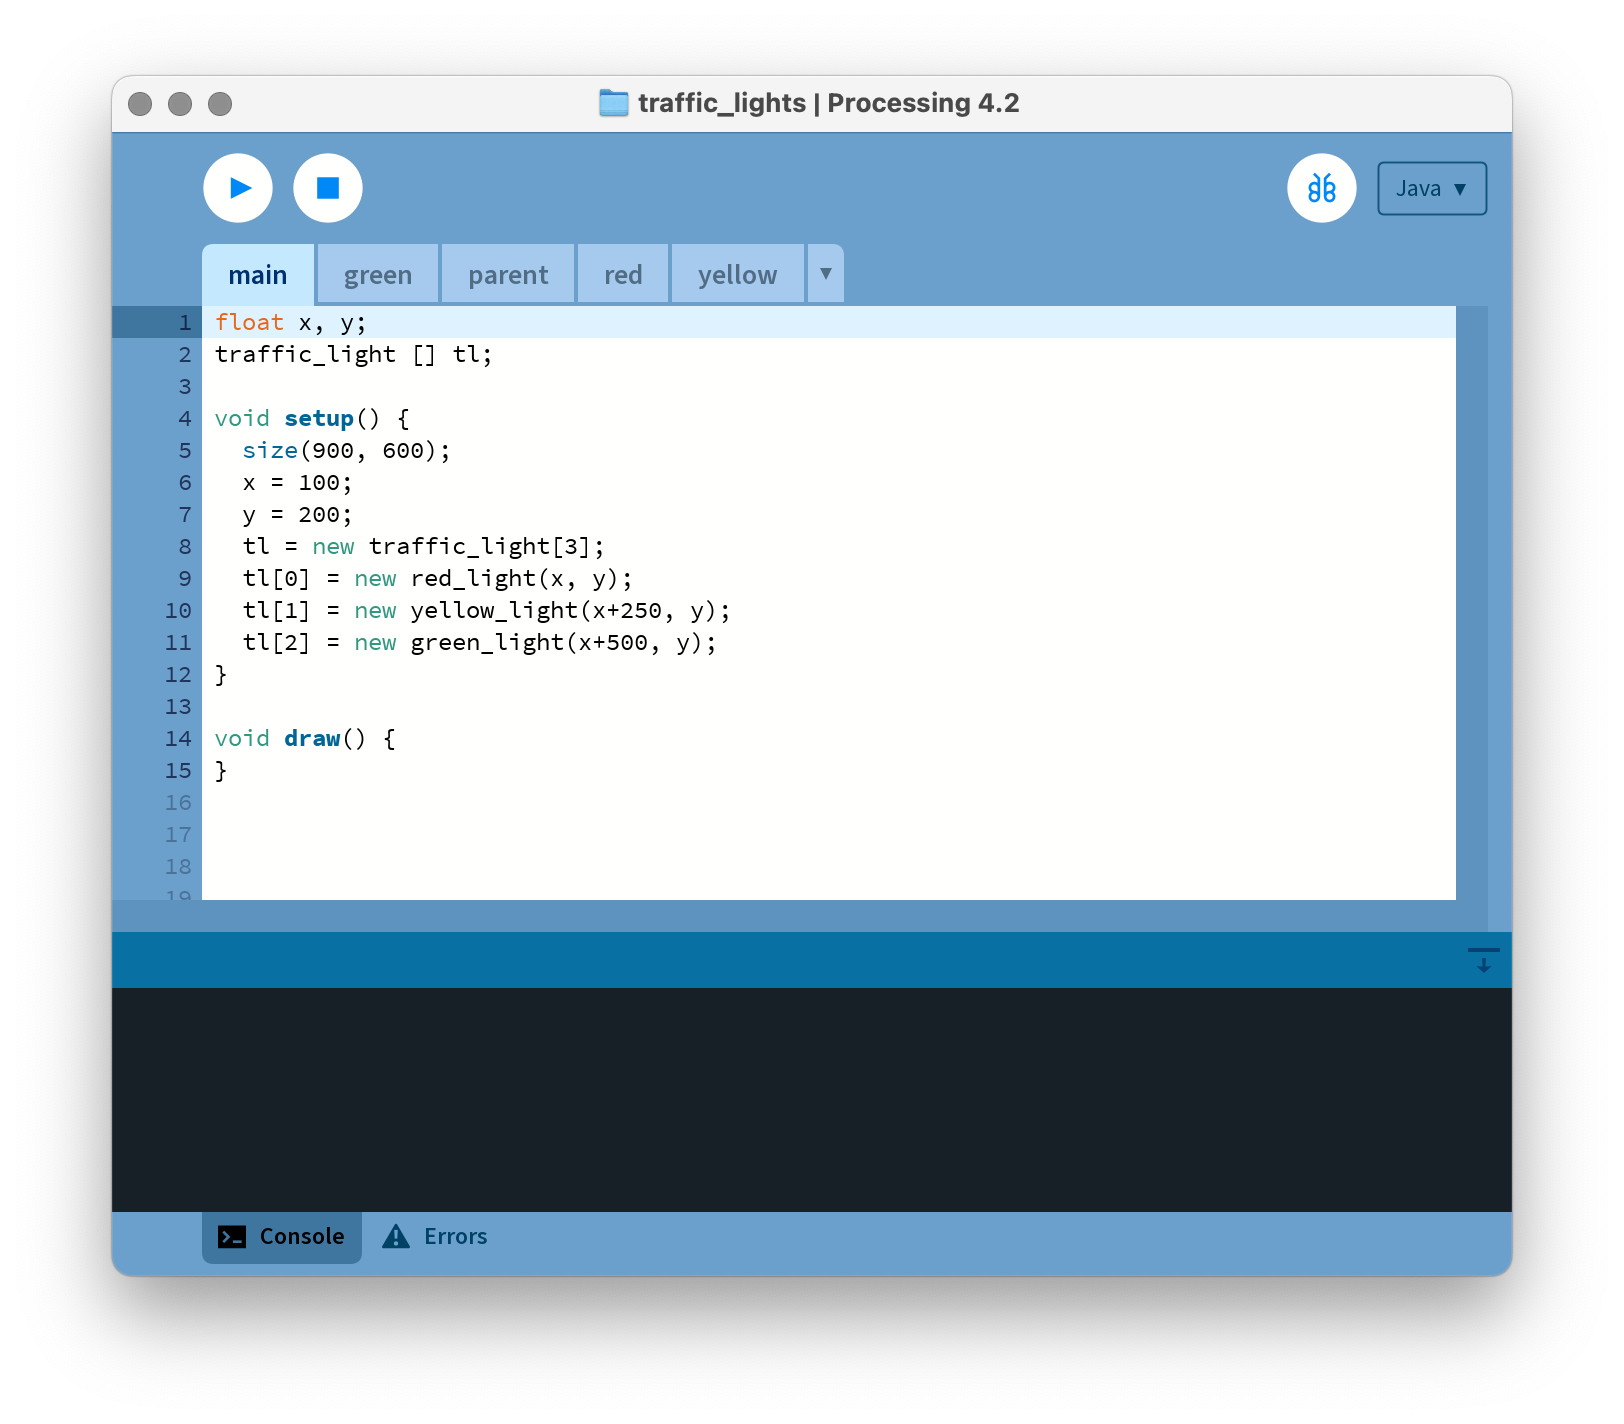 traffic_lights | Processing 4.2
Java ▼
main green parent red yellow ▼
1 float x, y;
2 traffic_light [] tl;
3
4 void setup() {
5   size(900, 600);
6   x = 100;
7   y = 200;
8   tl = new traffic_light[3];
9   tl[0] = new red_light(x, y);
10   tl[1] = new yellow_light(x+250, y);
11   tl[2] = new green_light(x+500, y);
12 }
13
14 void draw() {
15 }
16
17
18
19
Console Errors